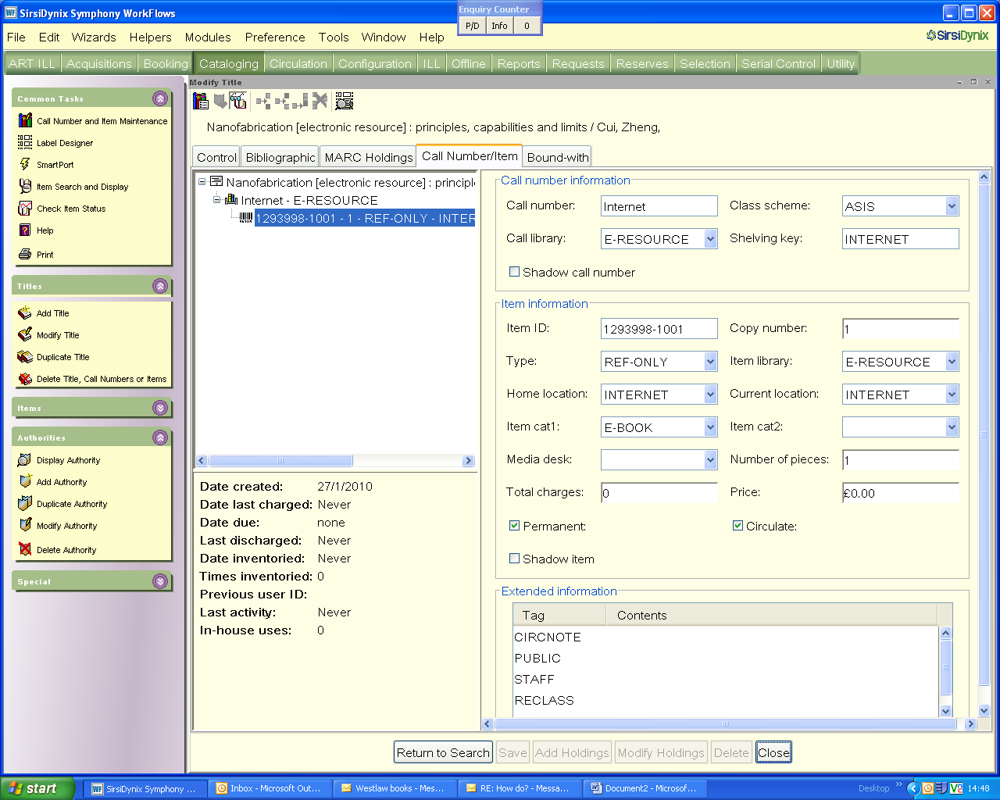 WF SirsiDynix Symphony WorkFlows
Enquiry Counter
P/D Info 0
File Edit Wizards Helpers Modules Preference Tools Window Help
SirsiDynix
ART ILL Acquisitions Booking Cataloging Circulation Configuration ILL Offline Reports Requests Reserves Selection Serial Control Utility
Common Tasks
Call Number and Item Maintenance
Label Designer
SmartPort
Item Search and Display
Check Item Status
Help
Print
Titles
Add Title
Modify Title
Duplicate Title
Delete Title, Call Numbers or Items
Items
Authorities
Display Authority
Add Authority
Duplicate Authority
Modify Authority
Delete Authority
Special
Modify Title
Nanofabrication [electronic resource] : principles, capabilities and limits / Cui, Zheng,
Control Bibliographic MARC Holdings Call Number/Item Bound-with
Nanofabrication [electronic resource] : principl
Internet - E-RESOURCE
1293998-1001 - 1 - REF-ONLY - INTER
Date created: 27/1/2010
Date last charged: Never
Date due: none
Last discharged: Never
Date inventoried: Never
Times inventoried: 0
Previous user ID:
Last activity: Never
In-house uses: 0
Call number information
Call number: Internet Class scheme: ASIS
Call library: E-RESOURCE Shelving key: INTERNET
Shadow call number
Item information
Item ID: 1293998-1001 Copy number: 1
Type: REF-ONLY Item library: E-RESOURCE
Home location: INTERNET Current location: INTERNET
Item cat1: E-BOOK Item cat2:
Media desk: Number of pieces: 1
Total charges: 0 Price: £0.00
Permanent: Circulate:
Shadow item
Extended information
Tag Contents
CIRCNOTE
PUBLIC
STAFF
RECLASS
Return to Search Save Add Holdings Modify Holdings Delete Close
start WF SirsiDynix Symphony ... Inbox - Microsoft Out... Westlaw books - Mes... RE: How do? - Messa... Document2 - Microsof... Desktop » 14:48